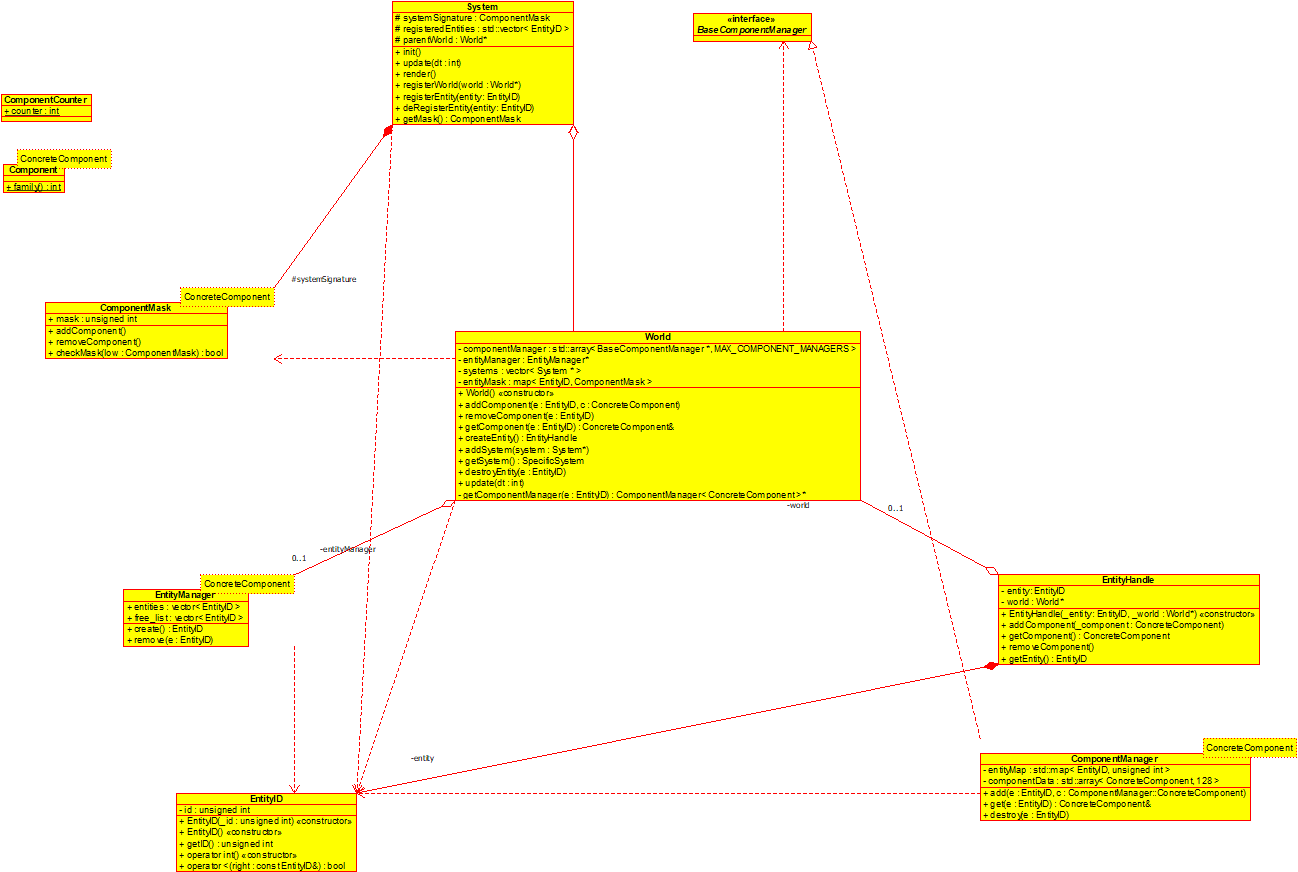 System
# systemSignature : ComponentMask
# registeredEntities : std::vector< EntityID >
# parentWorld : World*
+ init()
+ update(dt : int)
+ render()
+ registerWorld(world : World*)
+ registerEntity(entity: EntityID)
+ deRegisterEntity(entity: EntityID)
+ getMask() : ComponentMask
«interface»
BaseComponentManager
ComponentCounter
+ counter : int
ConcreteComponent
Component
+ family() : int
#systemSignature
ConcreteComponent
ComponentMask
+ mask : unsigned int
+ addComponent()
+ removeComponent()
+ checkMask(low : ComponentMask) : bool
World
- componentManager : std::array< BaseComponentManager *, MAX_COMPONENT_MANAGERS >
- entityManager : EntityManager*
- systems : vector< System * >
- entityMask : map< EntityID, ComponentMask >
+ World() «constructor»
+ addComponent(e : EntityID, c : ConcreteComponent)
+ removeComponent(e : EntityID)
+ getComponent(e : EntityID) : ConcreteComponent&
+ createEntity() : EntityHandle
+ addSystem(system : System*)
+ getSystem() : SpecificSystem
+ destroyEntity(e : EntityID)
+ update(dt : int)
- getComponentManager(e : EntityID) : ComponentManager< ConcreteComponent >*
-world
0..1
-entityManager
0..1
ConcreteComponent
EntityManager
+ entities : vector< EntityID >
+ free_list : vector< EntityID >
+ create() : EntityID
+ remove(e : EntityID)
EntityHandle
- entity: EntityID
- world : World*
+ EntityHandle(_entity: EntityID, _world : World*) «constructor»
+ addComponent(_component : ConcreteComponent)
+ getComponent() : ConcreteComponent
+ removeComponent()
+ getEntity() : EntityID
-entity
ConcreteComponent
ComponentManager
- entityMap : std::map< EntityID, unsigned int >
- componentData : std::array< ConcreteComponent, 128 >
+ add(e : EntityID, c : ComponentManager::ConcreteComponent)
+ get(e : EntityID) : ConcreteComponent&
+ destroy(e : EntityID)
EntityID
- id : unsigned int
+ EntityID(_id : unsigned int) «constructor»
+ EntityID() «constructor»
+ getID() : unsigned int
+ operator int() «constructor»
+ operator <(right : const EntityID&) : bool